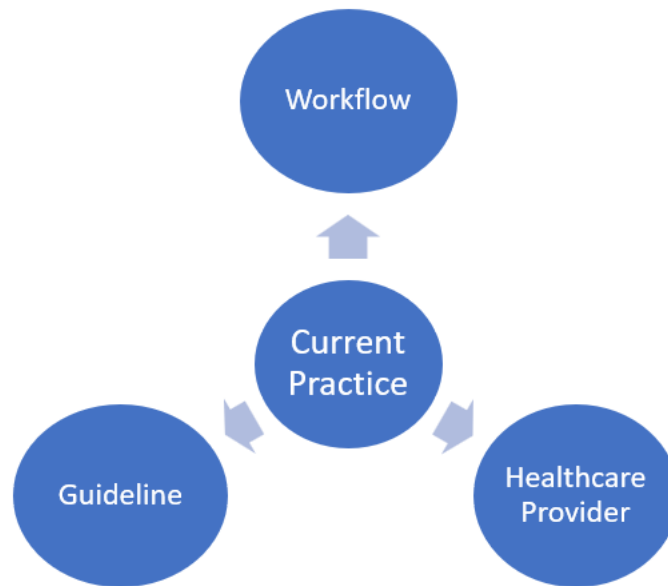 Workflow
Current
Practice
Guideline
Healthcare
Provider